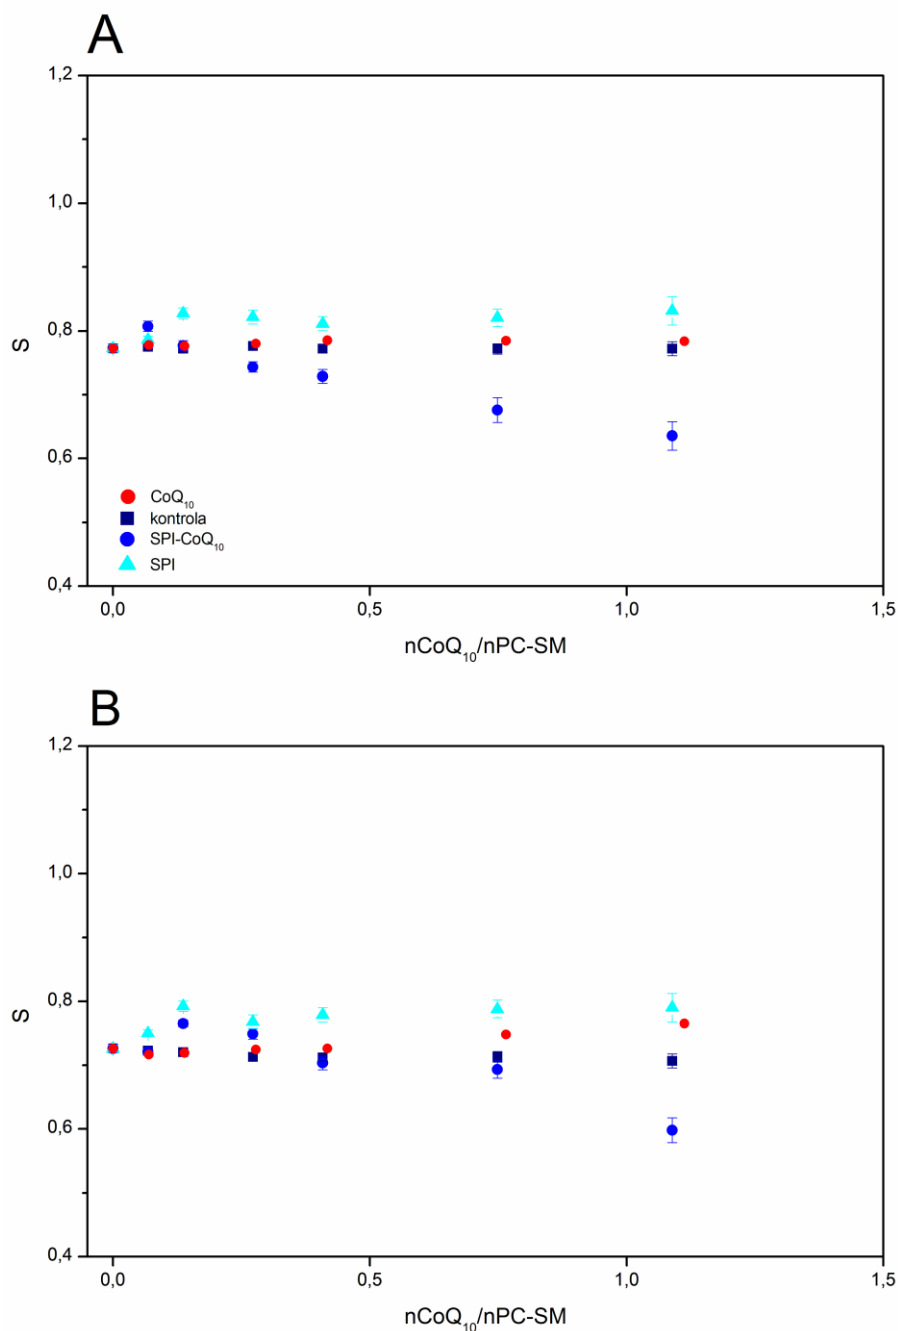 A
1,2
1,0
0,8
0,6
0,4
S
CoQ₁₀
kontrola
SPI-CoQ₁₀
SPI
0,0 0,5 1,0 1,5
nCoQ₁₀/nPC-SM
B
1,2
1,0
0,8
0,6
0,4
S
0,0 0,5 1,0 1,5
nCoQ₁₀/nPC-SM